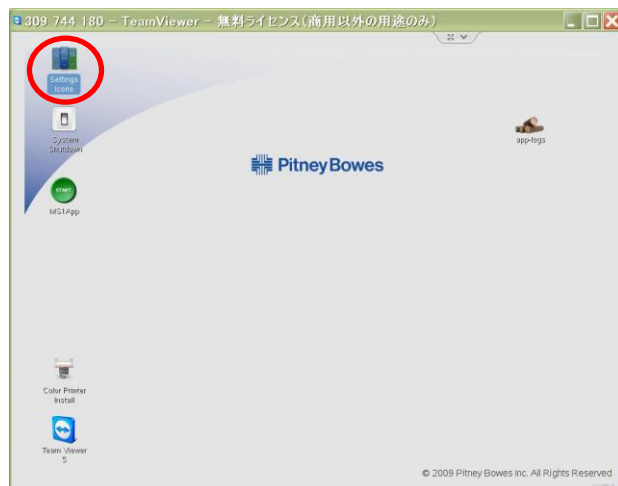 309 744 180 - TeamViewer - 無料ライセンス(商用以外の用途のみ)
Settings
Icons
System
Shutdown
app-logs
Pitney Bowes
START
MS1App
Color Printer
Install
Team Viewer
5
© 2009 Pitney Bowes Inc. All Rights Reserved